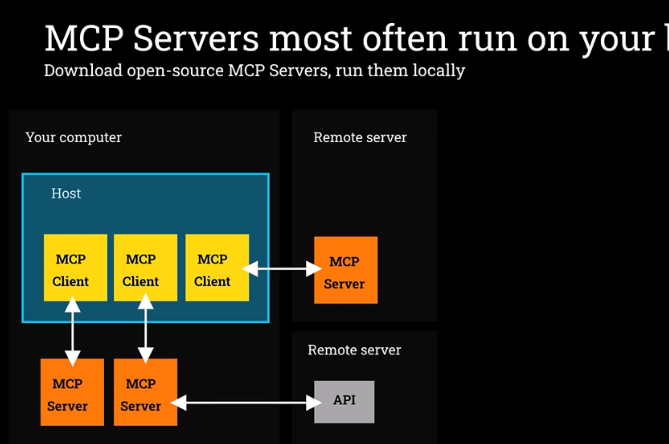 MCP Servers most often run on your
Download open-source MCP Servers, run them locally
Your computer
Remote server
Host
MCP
Client
MCP
Client
MCP
Client
MCP
Server
Remote server
MCP
Server
MCP
Server
API